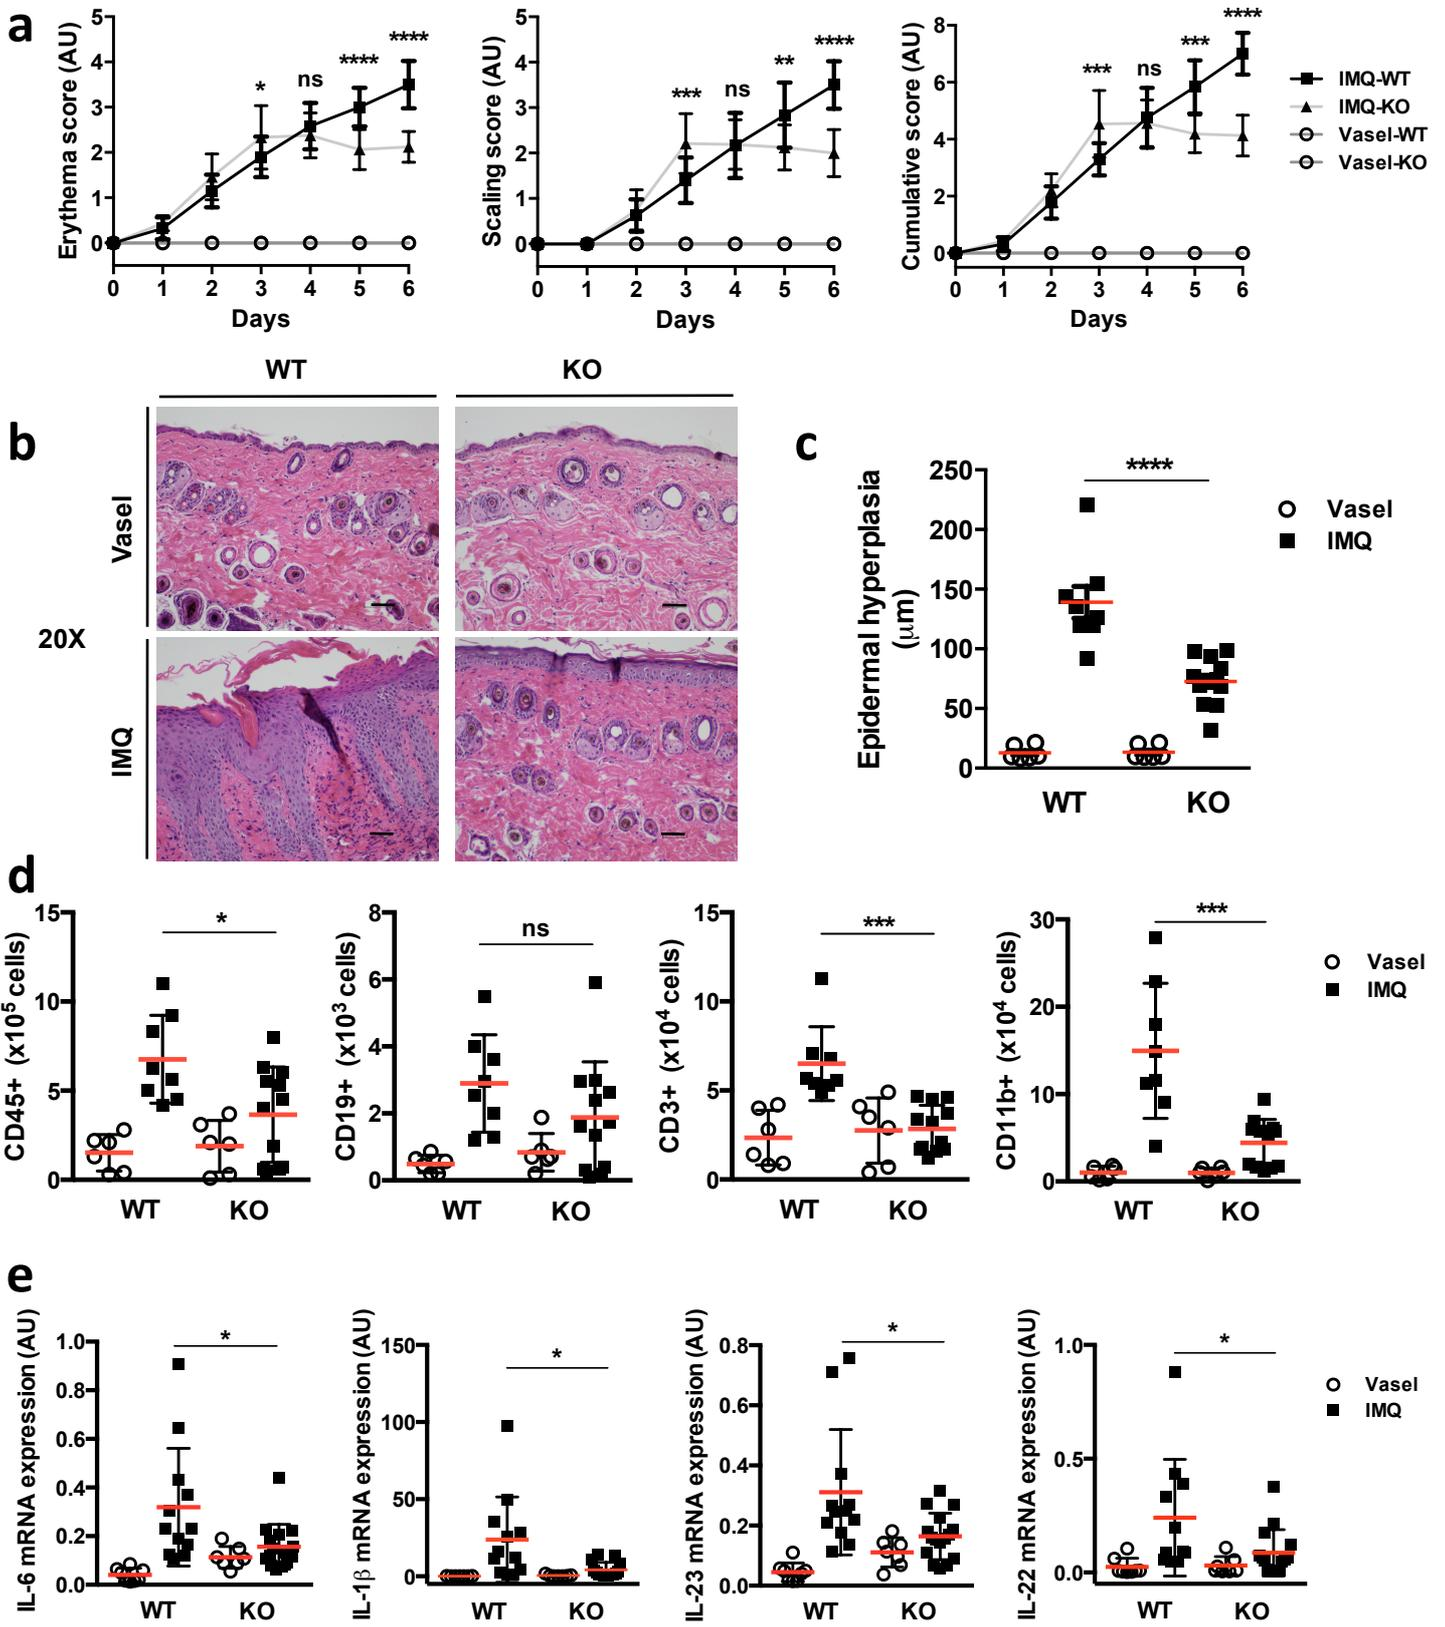 a
Erythema score (AU)
5
4
3
2
1
0
* ns **** ****
0 1 2 3 4 5 6
Days
Scaling score (AU)
5
4
3
2
1
0
*** ns ** ****
0 1 2 3 4 5 6
Days
Cumulative score (AU)
8
6
4
2
0
*** ns *** ****
0 1 2 3 4 5 6
Days
IMQ-WT
IMQ-KO
Vasel-WT
Vasel-KO
b
WT KO
Vasel
20X
IMQ
c
Epidermal hyperplasia
(μm)
250
200
150
100
50
0
****
WT KO
Vasel
IMQ
d
CD45+ (x10⁵ cells)
15
10
5
0
*
WT KO
CD19+ (x10³ cells)
8
6
4
2
0
ns
WT KO
CD3+ (x10⁴ cells)
15
10
5
0
***
WT KO
CD11b+ (x10⁴ cells)
30
20
10
0
***
WT KO
Vasel
IMQ
e
IL-6 mRNA expression (AU)
1.0
0.8
0.6
0.4
0.2
0.0
*
WT KO
IL-1β mRNA expression (AU)
150
100
50
0
*
WT KO
IL-23 mRNA expression (AU)
0.8
0.6
0.4
0.2
0.0
*
WT KO
IL-22 mRNA expression (AU)
1.0
0.5
0.0
*
WT KO
Vasel
IMQ